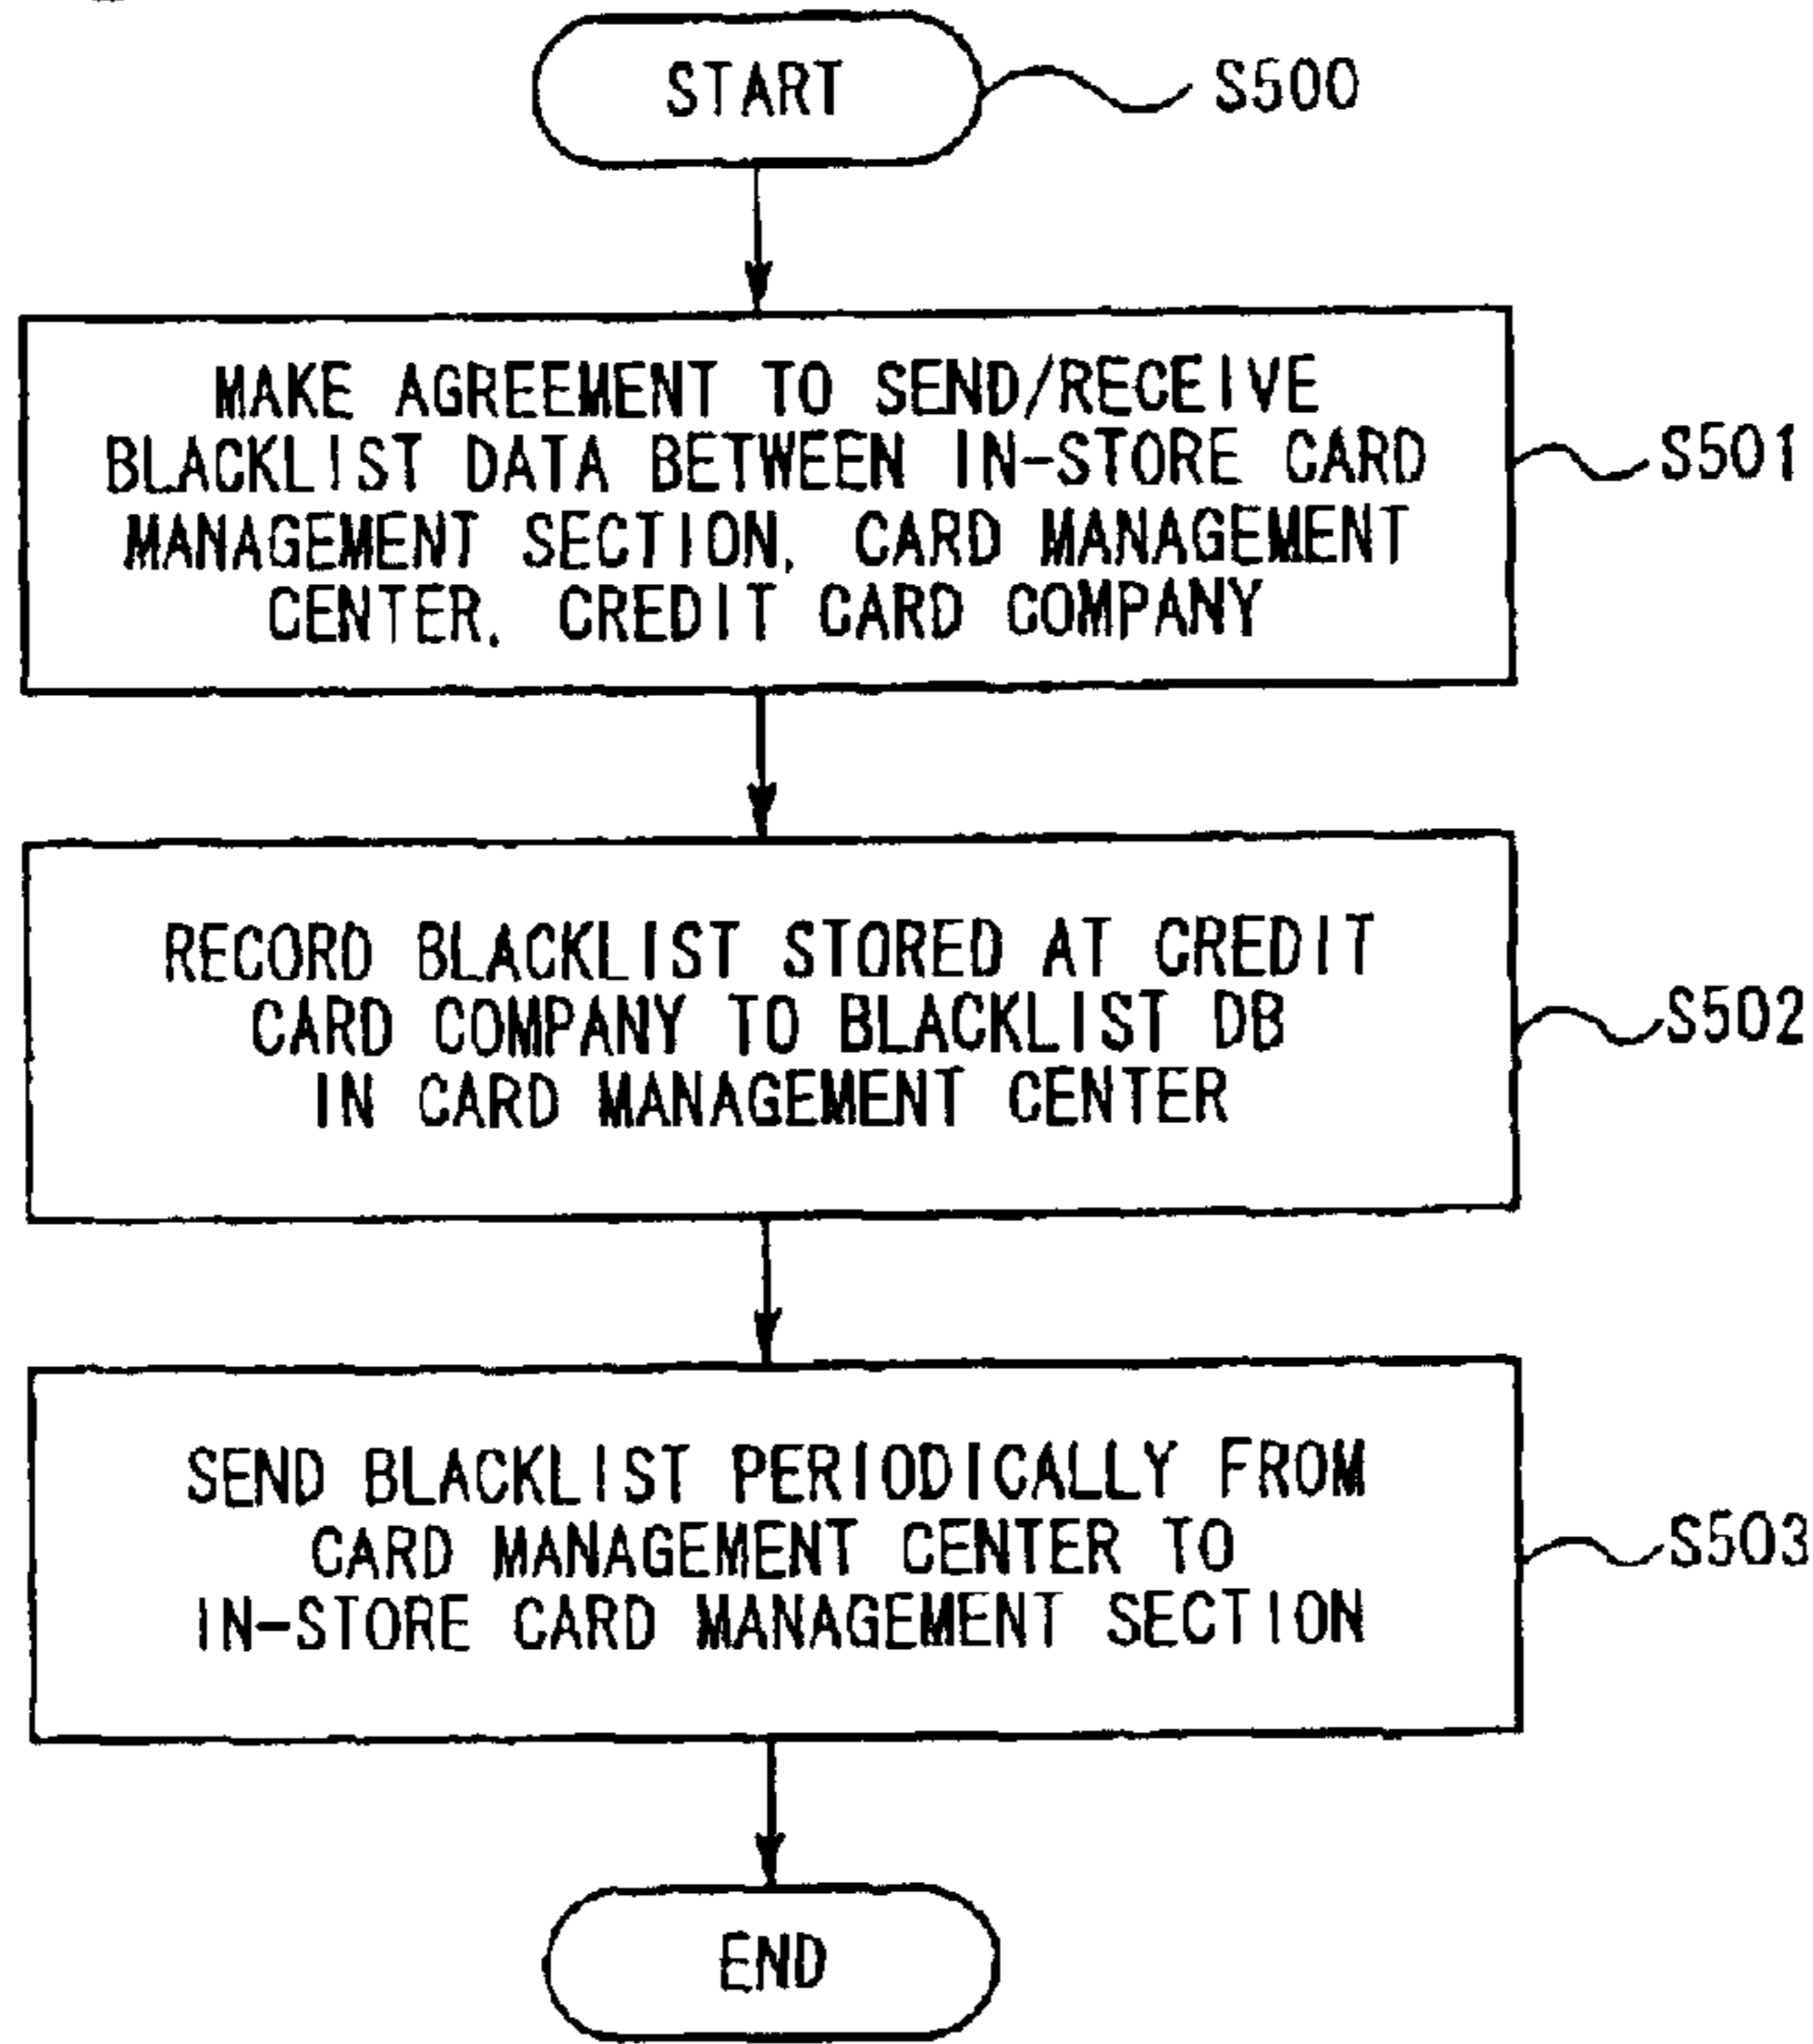 START
S500
MAKE AGREEMENT TO SEND/RECEIVE
BLACKLIST DATA BETWEEN IN-STORE CARD
MANAGEMENT SECTION, CARD MANAGEMENT
CENTER, CREDIT CARD COMPANY
S501
RECORD BLACKLIST STORED AT CREDIT
CARD COMPANY TO BLACKLIST DB
IN CARD MANAGEMENT CENTER
S502
SEND BLACKLIST PERIODICALLY FROM
CARD MANAGEMENT CENTER TO
IN-STORE CARD MANAGEMENT SECTION
S503
END